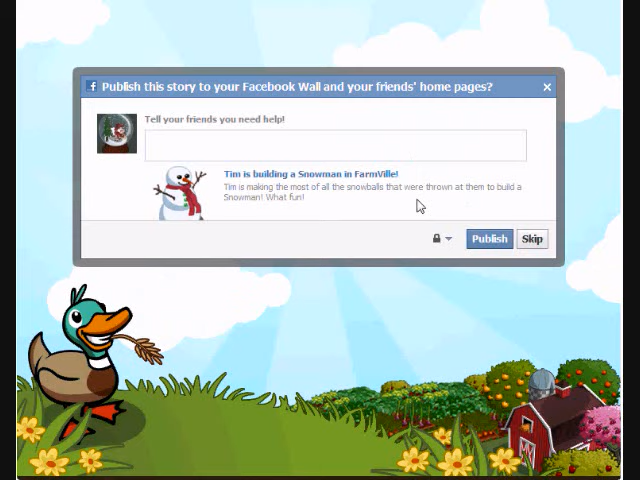 f Publish this story to your Facebook Wall and your friends' home pages?
Tell your friends you need help!
Tim is building a Snowman in FarmVille!
Tim is making the most of all the snowballs that were thrown at them to build a
Snowman! What fun!
Publish Skip